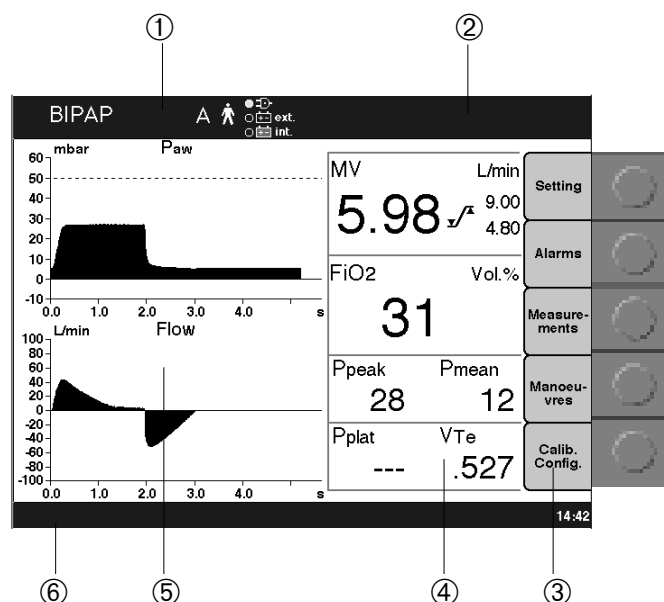 ① ②
BIPAP A ext.
int.
mbar Paw
60
50
40
30
20
10
0
-10
0.0 1.0 2.0 3.0 4.0 s
L/min Flow
100
80
60
40
20
0
-20
-40
-60
-80
-100
0.0 1.0 2.0 3.0 4.0 s
MV L/min
5.98 9.00
4.80
FiO2 Vol.%
31
Ppeak Pmean
28 12
Pplat VTe
--- .527
Setting
Alarms
Measure-
ments
Manoeu-
vres
Calib.
Config.
14:42
⑥ ⑤ ④ ③